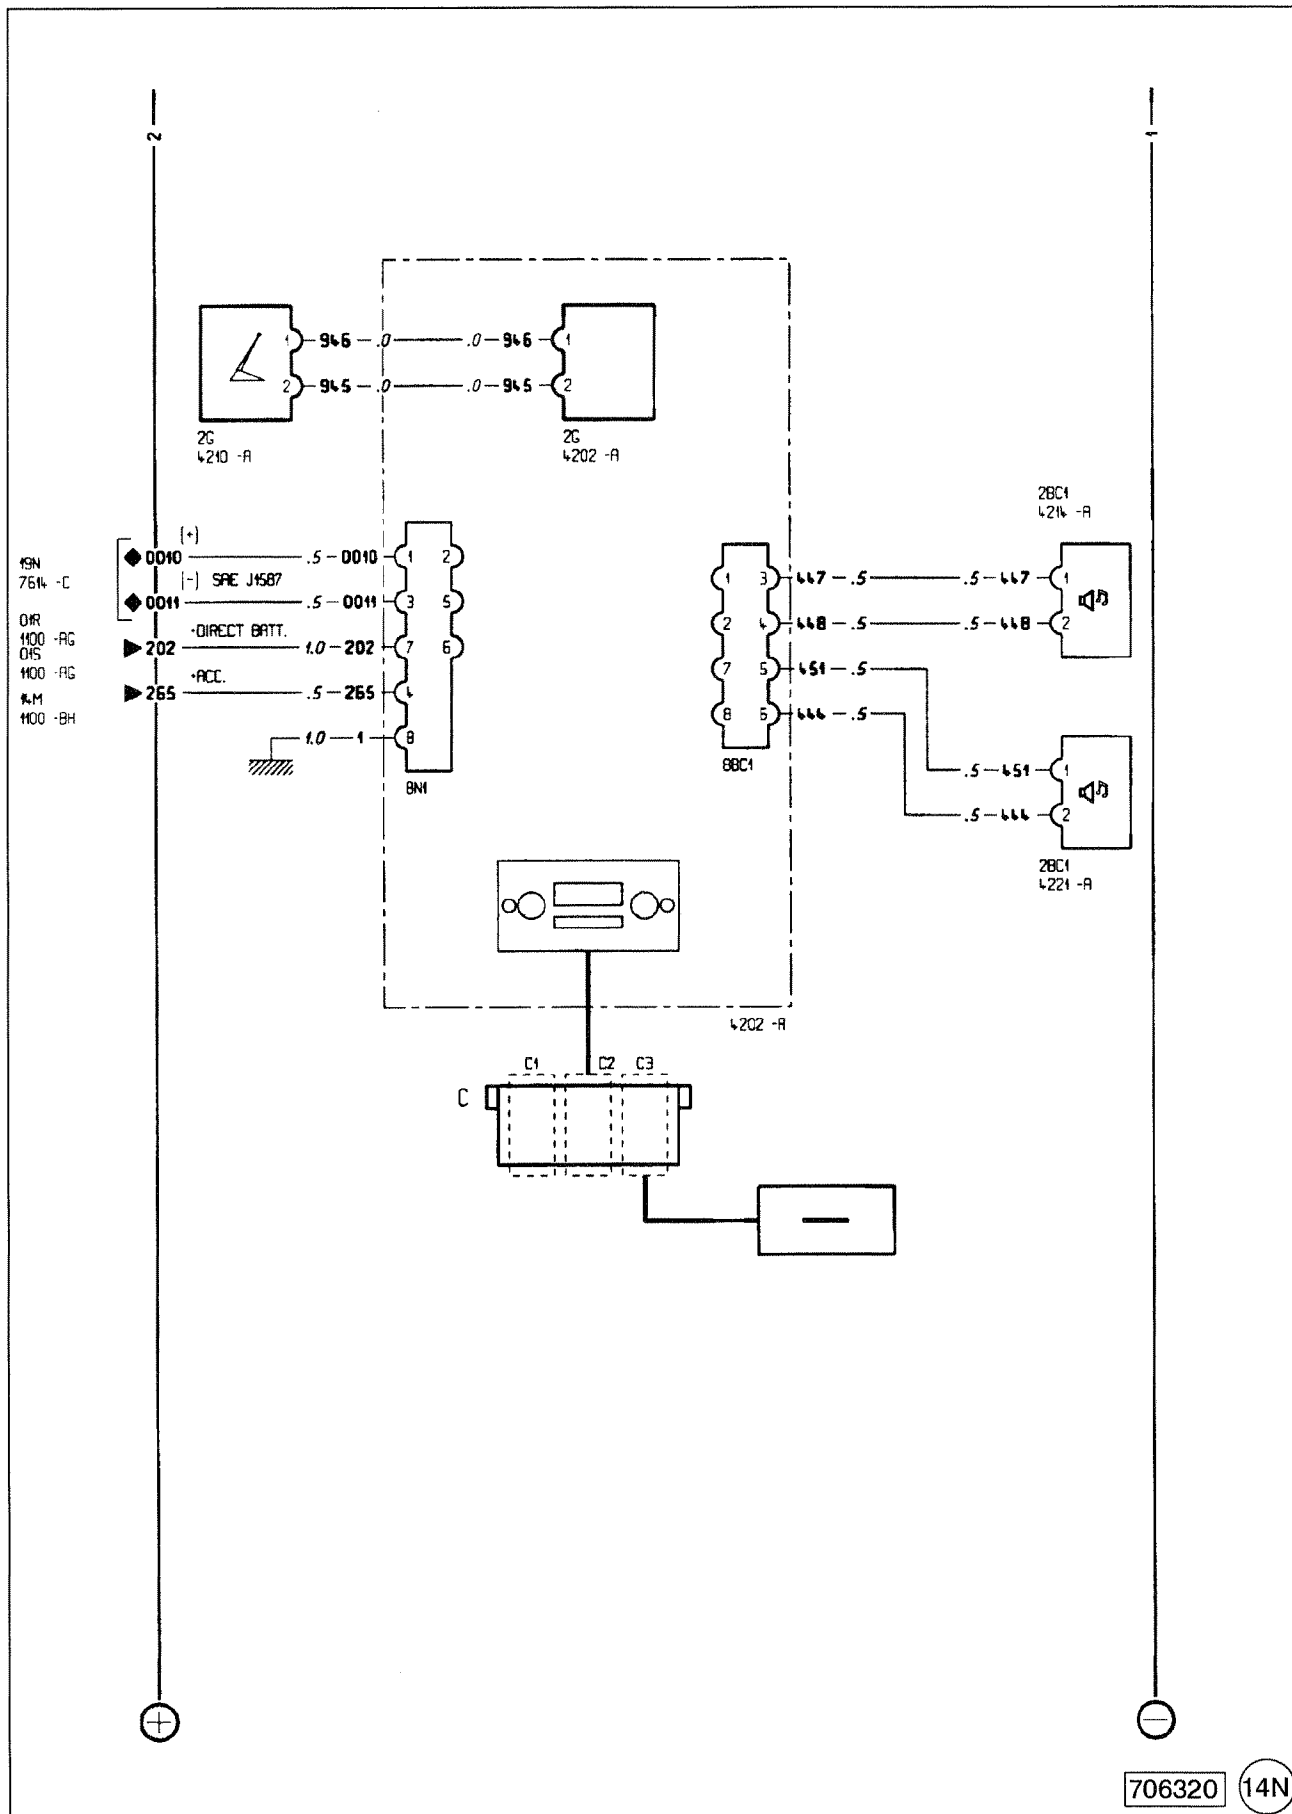 2
1
1 946 .0 .0 946 1
2 945 .0 .0 945 2
2G
4210 -A
2G
4202 -A
2BC1
4214 -A
(+)
0010 .5 0010 1 2
19N
7614 -C
(-) SAE J1587
0011 .5 0011 3 5
01R
1100 -AG
+DIRECT BATT.
202 1.0 202 7 6
01S
1100 -AG
+ACC.
265 .5 265 4
14M
1100 -BH
1.0 1 8
8N1
1 3 447 .5 .5 447 1
2 4 448 .5 .5 448 2
7 5 451 .5
8 6 444 .5
8BC1
.5 451 1
.5 444 2
2BC1
4221 -A
4202 -A
C1 C2 C3
C
+
−
706320 14N